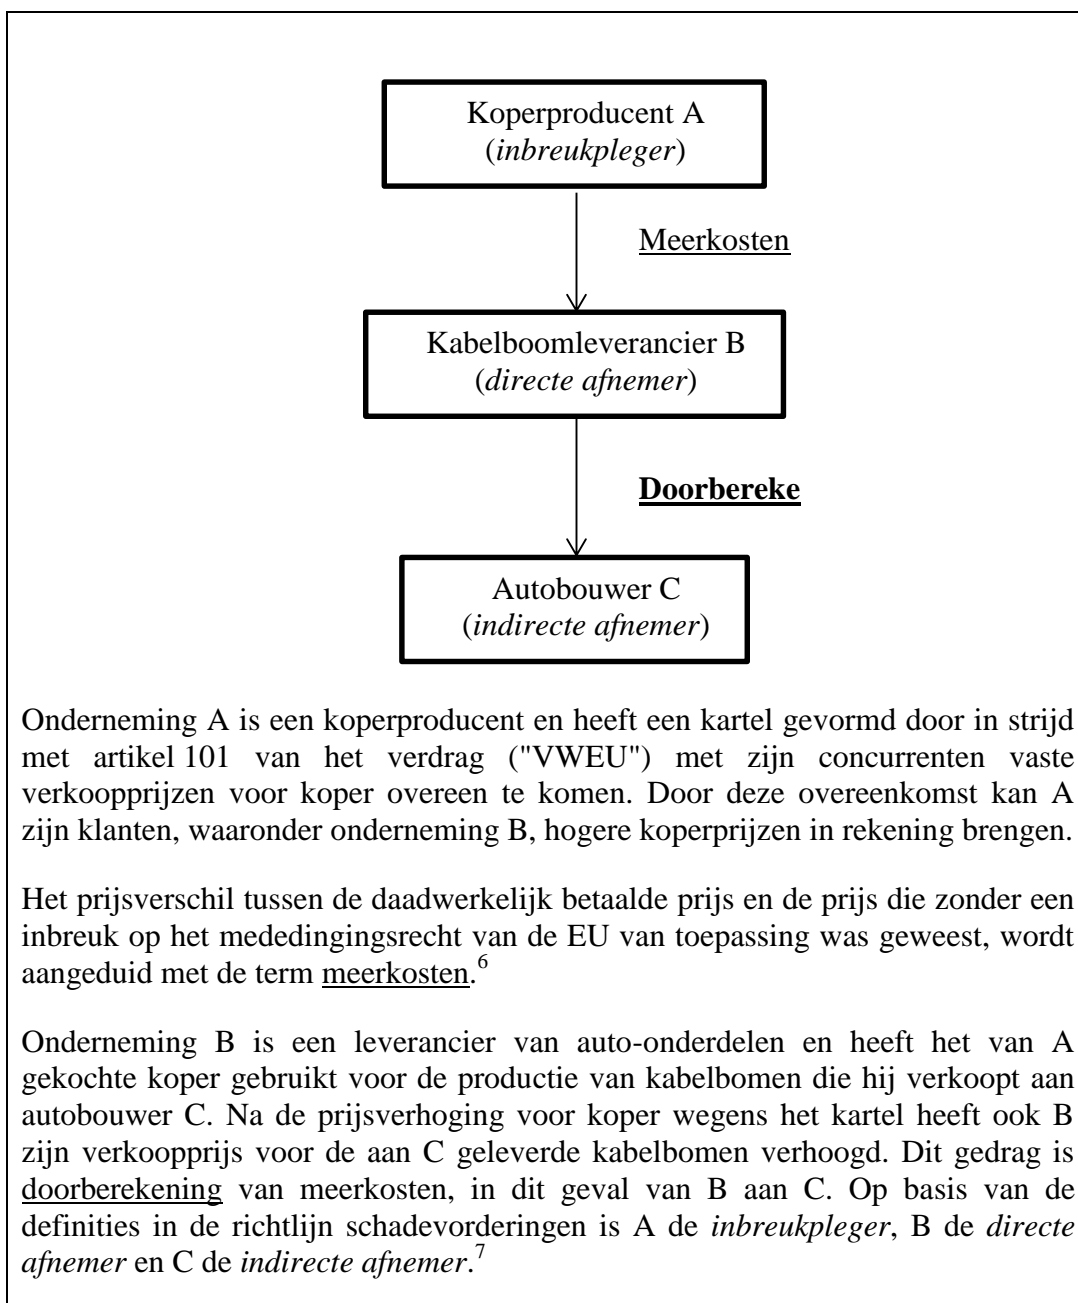 Koperproducent A
(inbreukpleger)
Meerkosten
Kabelboomleverancier B
(directe afnemer)
Doorbereke
Autobouwer C
(indirecte afnemer)
Onderneming A is een koperproducent en heeft een kartel gevormd door in strijd
met artikel 101 van het verdrag ("VWEU") met zijn concurrenten vaste
verkoopprijzen voor koper overeen te komen. Door deze overeenkomst kan A
zijn klanten, waaronder onderneming B, hogere koperprijzen in rekening brengen.
Het prijsverschil tussen de daadwerkelijk betaalde prijs en de prijs die zonder een
inbreuk op het mededingingsrecht van de EU van toepassing was geweest, wordt
aangeduid met de term meerkosten.6
Onderneming B is een leverancier van auto-onderdelen en heeft het van A
gekochte koper gebruikt voor de productie van kabelbomen die hij verkoopt aan
autobouwer C. Na de prijsverhoging voor koper wegens het kartel heeft ook B
zijn verkoopprijs voor de aan C geleverde kabelbomen verhoogd. Dit gedrag is
doorberekening van meerkosten, in dit geval van B aan C. Op basis van de
definities in de richtlijn schadevorderingen is A de inbreukpleger, B de directe
afnemer en C de indirecte afnemer.7